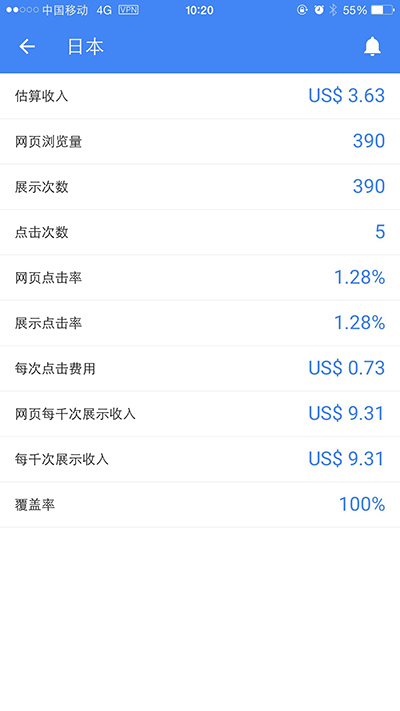 中国移动 4G VPN 10:20 55%
日本
估算收入 US$ 3.63
网页浏览量 390
展示次数 390
点击次数 5
网页点击率 1.28%
展示点击率 1.28%
每次点击费用 US$ 0.73
网页每千次展示收入 US$ 9.31
每千次展示收入 US$ 9.31
覆盖率 100%